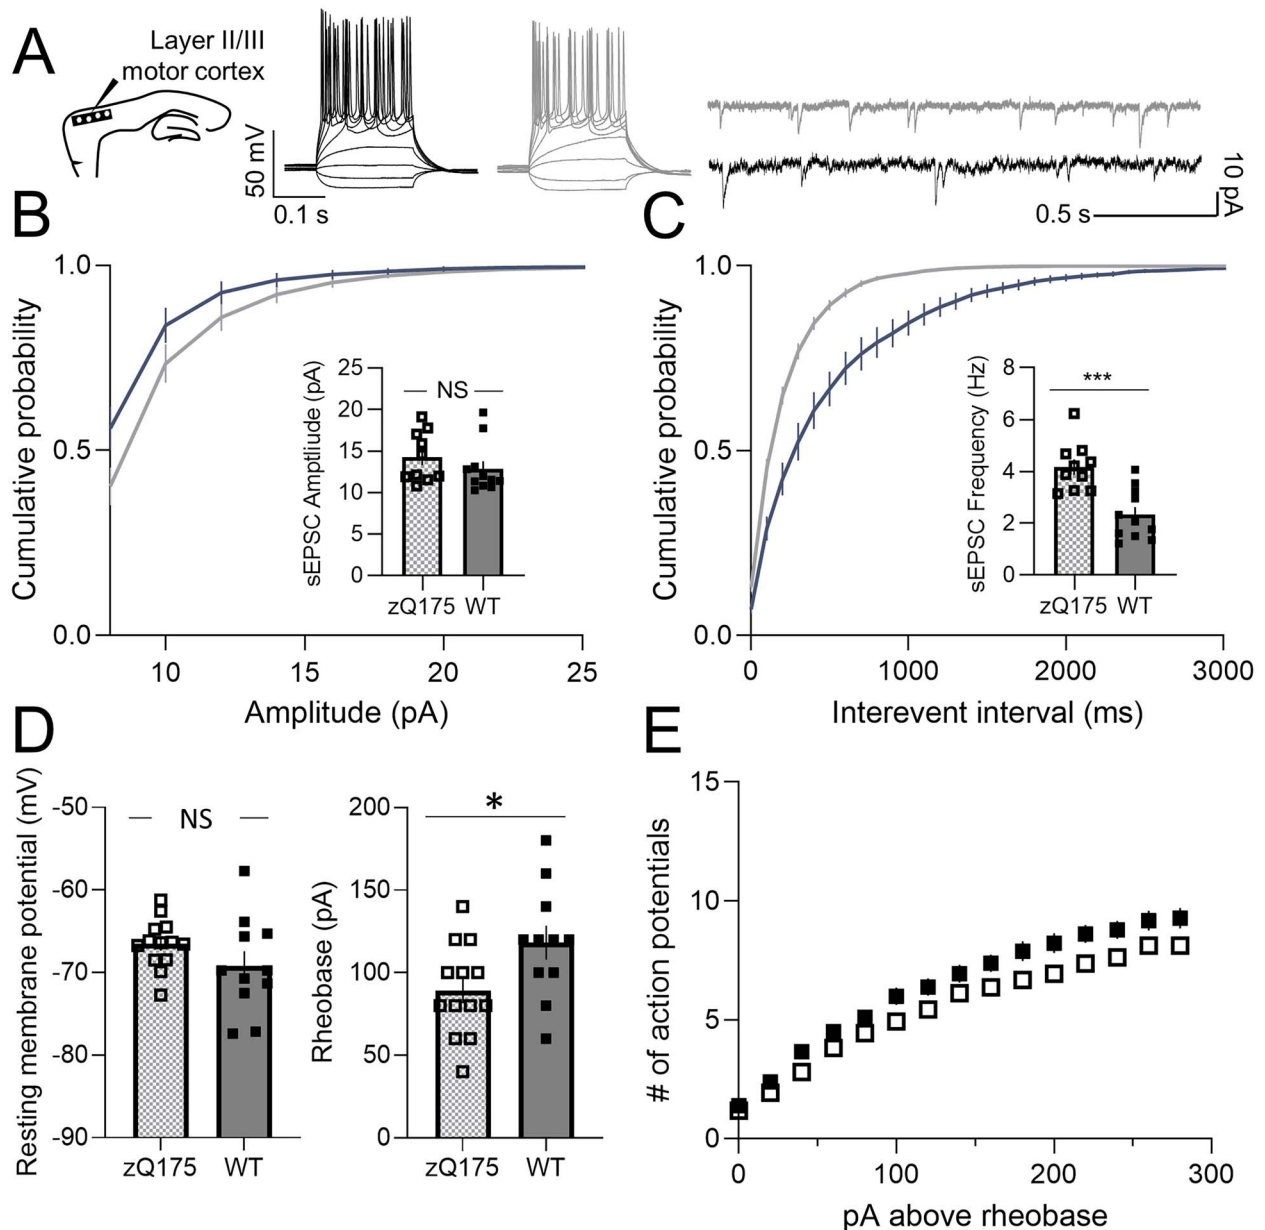 A
Layer II/III
motor cortex
50 mV
0.1 s
0.5 s
10 pA
B
Cumulative probability
1.0
0.5
0.0
10
15
20
25
Amplitude (pA)
sEPSC Amplitiude (pA)
25
20
15
10
5
0
NS
zQ175
WT
C
Cumulative probability
1.0
0.5
0.0
0
1000
2000
3000
Interevent interval (ms)
sEPSC Frequency (Hz)
8
6
4
2
0
***
zQ175
WT
D
Resting membrane potential (mV)
-50
-60
-70
-80
-90
NS
zQ175
WT
Rheobase (pA)
200
150
100
50
0
*
zQ175
WT
E
# of action potentials
15
10
5
0
0
100
200
300
pA above rheobase